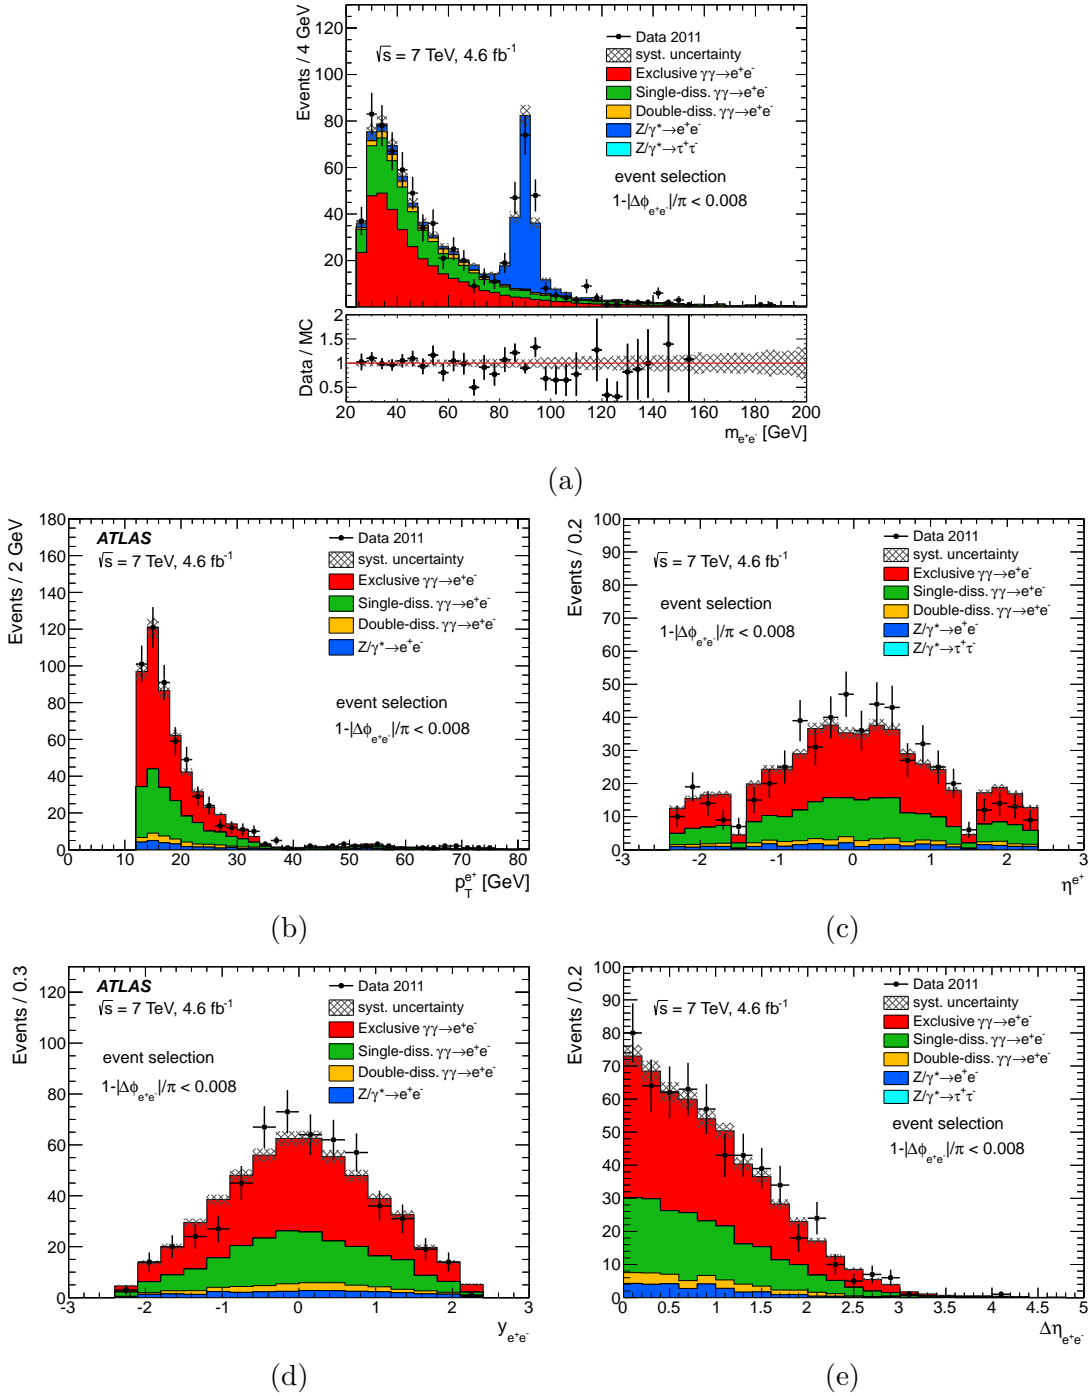 Events / 4 GeV
120
100
80
60
40
20
√s = 7 TeV, 4.6 fb⁻¹
Data 2011
syst. uncertainty
Exclusive γγ→e⁺e⁻
Single-diss. γγ→e⁺e⁻
Double-diss. γγ→e⁺e⁻
Z/γ*→e⁺e⁻
Z/γ*→τ⁺τ⁻
event selection
1-|Δϕ_e⁺e⁻|/π < 0.008
Data / MC
2
1.5
1
0.5
20 40 60 80 100 120 140 160 180 200
m_e⁺e⁻ [GeV]
(a)
Events / 2 GeV
180
160
140
120
100
80
60
40
20
0
ATLAS
√s = 7 TeV, 4.6 fb⁻¹
Data 2011
syst. uncertainty
Exclusive γγ→e⁺e⁻
Single-diss. γγ→e⁺e⁻
Double-diss. γγ→e⁺e⁻
Z/γ*→e⁺e⁻
event selection
1-|Δϕ_e⁺e⁻|/π < 0.008
0 10 20 30 40 50 60 70 80
p_T^e⁺ [GeV]
(b)
Events / 0.2
100
90
80
70
60
50
40
30
20
10
0
√s = 7 TeV, 4.6 fb⁻¹
Data 2011
syst. uncertainty
Exclusive γγ→e⁺e⁻
Single-diss. γγ→e⁺e⁻
Double-diss. γγ→e⁺e⁻
Z/γ*→e⁺e⁻
Z/γ*→τ⁺τ⁻
event selection
1-|Δϕ_e⁺e⁻|/π < 0.008
-3 -2 -1 0 1 2 3
η^e⁺
(c)
Events / 0.3
120
100
80
60
40
20
0
ATLAS
√s = 7 TeV, 4.6 fb⁻¹
Data 2011
syst. uncertainty
Exclusive γγ→e⁺e⁻
Single-diss. γγ→e⁺e⁻
Double-diss. γγ→e⁺e⁻
Z/γ*→e⁺e⁻
event selection
1-|Δϕ_e⁺e⁻|/π < 0.008
-3 -2 -1 0 1 2 3
y_e⁺e⁻
(d)
Events / 0.2
100
90
80
70
60
50
40
30
20
10
0
√s = 7 TeV, 4.6 fb⁻¹
Data 2011
syst. uncertainty
Exclusive γγ→e⁺e⁻
Single-diss. γγ→e⁺e⁻
Double-diss. γγ→e⁺e⁻
Z/γ*→e⁺e⁻
Z/γ*→τ⁺τ⁻
event selection
1-|Δϕ_e⁺e⁻|/π < 0.008
0 0.5 1 1.5 2 2.5 3 3.5 4 4.5 5
Δη_e⁺e⁻
(e)